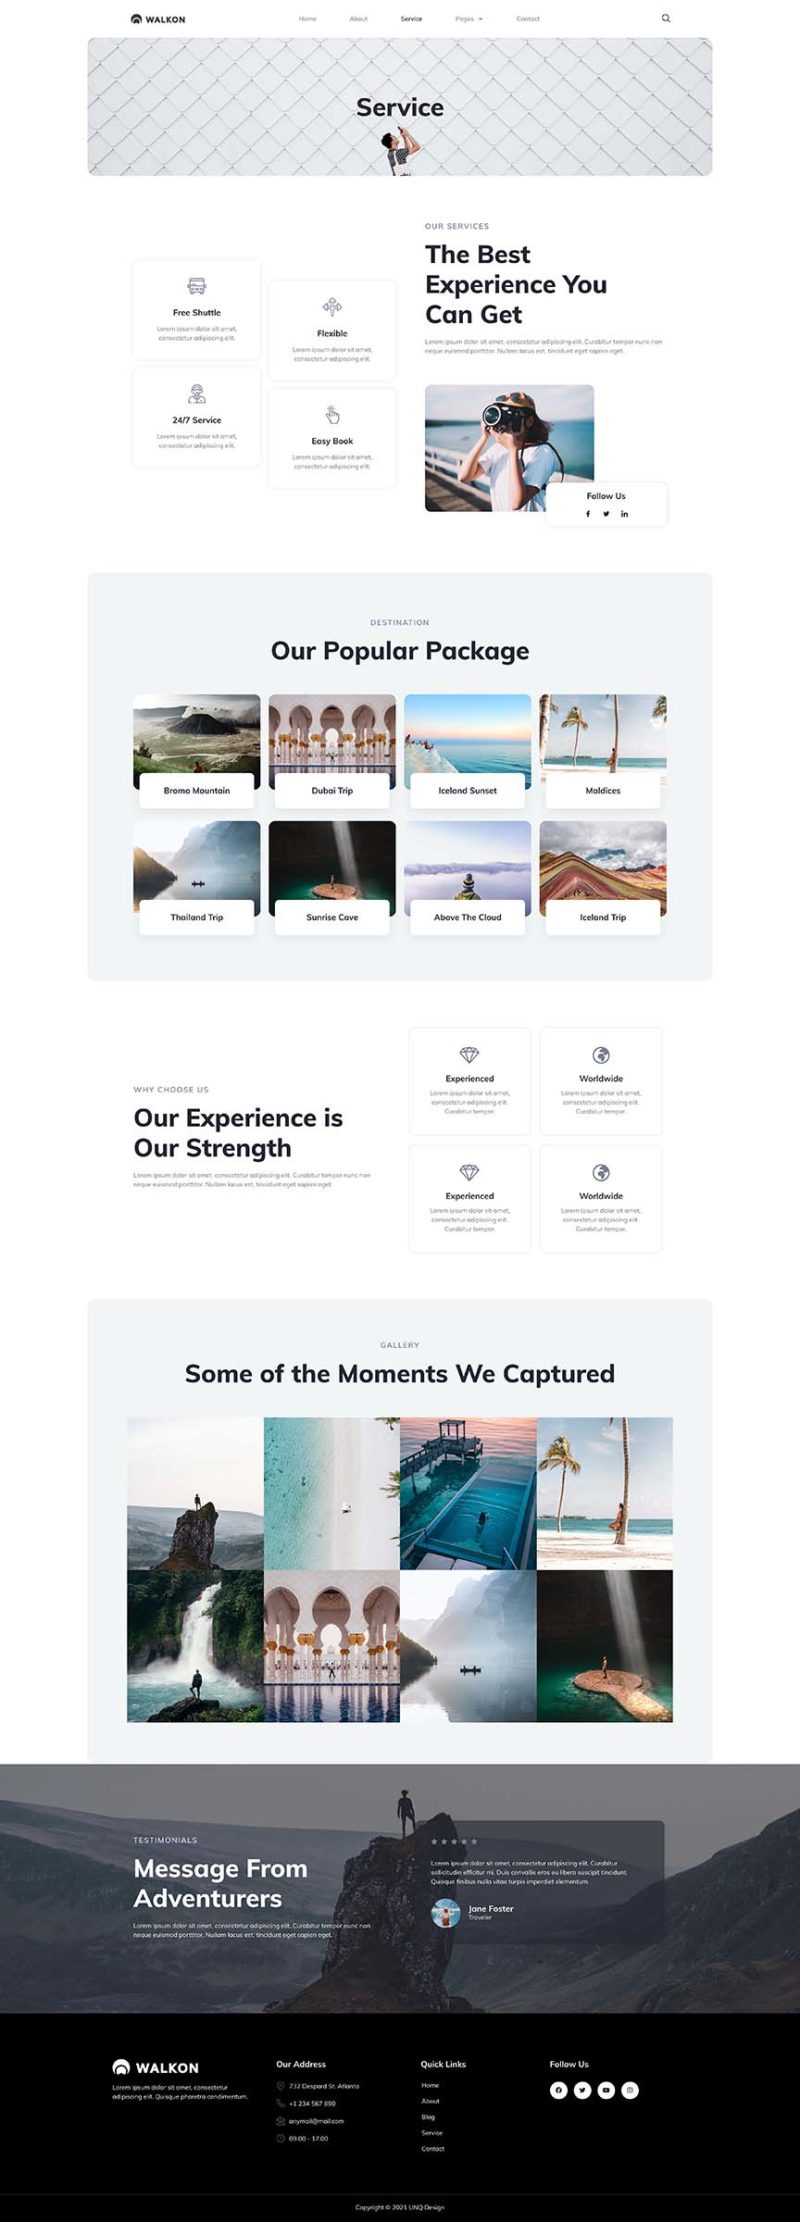 WALKON
Home
About
Service
Pages
Contact
Service
OUR SERVICES
The Best
Experience You
Can Get
Lorem ipsum dolor sit amet, consectetur adipiscing elit. Curabitur tempor nunc non
neque euismod porttitor. Nullam lacus est, tincidunt eget sapien eget.
Free Shuttle
Lorem ipsum dolor sit amet,
consectetur adipiscing elit.
Flexible
Lorem ipsum dolor sit amet,
consectetur adipiscing elit.
24/7 Service
Lorem ipsum dolor sit amet,
consectetur adipiscing elit.
Easy Book
Lorem ipsum dolor sit amet,
consectetur adipiscing elit.
Follow Us
DESTINATION
Our Popular Package
Bromo Mountain
Dubai Trip
Iceland Sunset
Maldices
Thailand Trip
Sunrise Cave
Above The Cloud
Iceland Trip
WHY CHOOSE US
Our Experience is
Our Strength
Lorem ipsum dolor sit amet, consectetur adipiscing elit. Curabitur tempor nunc non
neque euismod porttitor. Nullam lacus est, tincidunt eget sapien eget.
Experienced
Lorem ipsum dolor sit amet,
consectetur adipiscing elit.
Curabitur tempor.
Worldwide
Lorem ipsum dolor sit amet,
consectetur adipiscing elit.
Curabitur tempor.
Experienced
Lorem ipsum dolor sit amet,
consectetur adipiscing elit.
Curabitur tempor.
Worldwide
Lorem ipsum dolor sit amet,
consectetur adipiscing elit.
Curabitur tempor.
GALLERY
Some of the Moments We Captured
TESTIMONIALS
Message From
Adventurers
Lorem ipsum dolor sit amet, consectetur adipiscing elit. Curabitur tempor nunc non
neque euismod porttitor. Nullam lacus est, tincidunt eget sapien eget.
Lorem ipsum dolor sit amet, consectetur adipiscing elit. Curabitur
sollicitudin efficitur mi. Duis convallis eros eu libero suscipit tincidunt.
Quisque finibus nulla vitae turpis imperdiet elementum.
Jane Foster
Traveler
WALKON
Lorem ipsum dolor sit amet, consectetur
adipiscing elit. Quisque pharetra condimentum.
Our Address
732 Despard St, Atlanta
+1 234 567 890
anymail@mail.com
09:00 - 17:00
Quick Links
Home
About
Blog
Service
Contact
Follow Us
Copyright © 2021 UNQ Design